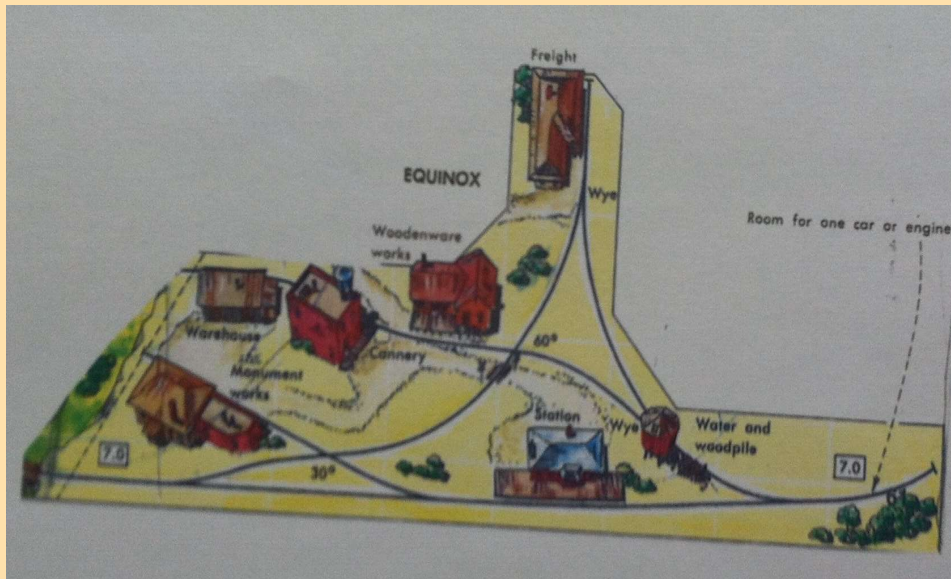 Freight
EQUINOX
Wye
Room for one car or engine
Woodenware
works
Warehouse
60°
Cannery
Monument
works
Station
Wye
Water and
woodpile
7.0
30°
7.0